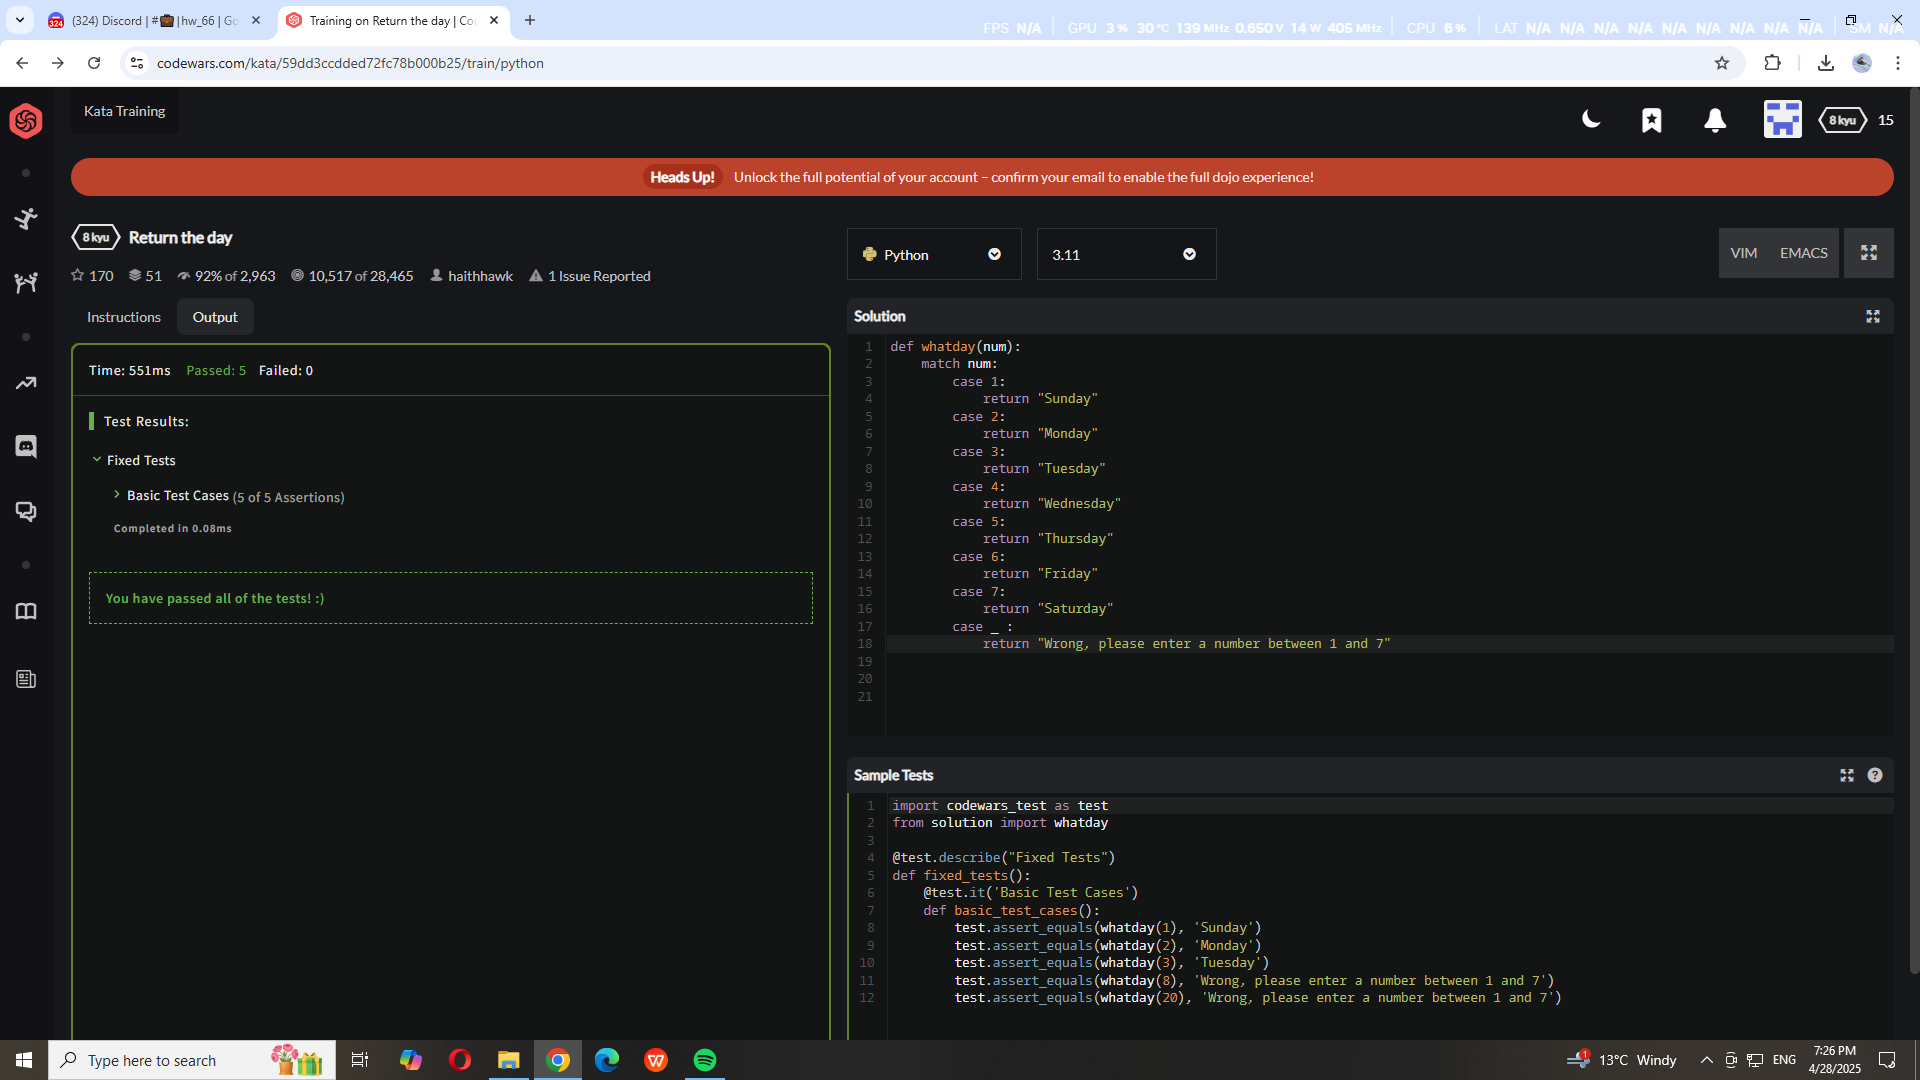 (324) Discord | #💼|hw_66 | Go
Training on Return the day | Co
FPS N/A GPU 3 % 30 °C 139 MHz 0.650 V 14 W 405 MHz CPU 6 % LAT N/A N/A N/A N/A N/A N/A N/A N/A N/A SM N/A
codewars.com/kata/59dd3ccdded72fc78b000b25/train/python
Kata Training
8 kyu 15
Heads Up! Unlock the full potential of your account – confirm your email to enable the full dojo experience!
8 kyu Return the day
170 51 92% of 2,963 10,517 of 28,465 haithhawk 1 Issue Reported
Instructions Output
Time: 551ms Passed: 5 Failed: 0
Test Results:
Fixed Tests
Basic Test Cases (5 of 5 Assertions)
Completed in 0.08ms
You have passed all of the tests! :)
Python 3.11 VIM EMACS
Solution
1 def whatday(num):
2 match num:
3 case 1:
4 return "Sunday"
5 case 2:
6 return "Monday"
7 case 3:
8 return "Tuesday"
9 case 4:
10 return "Wednesday"
11 case 5:
12 return "Thursday"
13 case 6:
14 return "Friday"
15 case 7:
16 return "Saturday"
17 case _ :
18 return "Wrong, please enter a number between 1 and 7"
19
20
21
Sample Tests
1 import codewars_test as test
2 from solution import whatday
3
4 @test.describe("Fixed Tests")
5 def fixed_tests():
6 @test.it('Basic Test Cases')
7 def basic_test_cases():
8 test.assert_equals(whatday(1), 'Sunday')
9 test.assert_equals(whatday(2), 'Monday')
10 test.assert_equals(whatday(3), 'Tuesday')
11 test.assert_equals(whatday(8), 'Wrong, please enter a number between 1 and 7')
12 test.assert_equals(whatday(20), 'Wrong, please enter a number between 1 and 7')
Type here to search
1 13°C Windy ENG
7:26 PM
4/28/2025